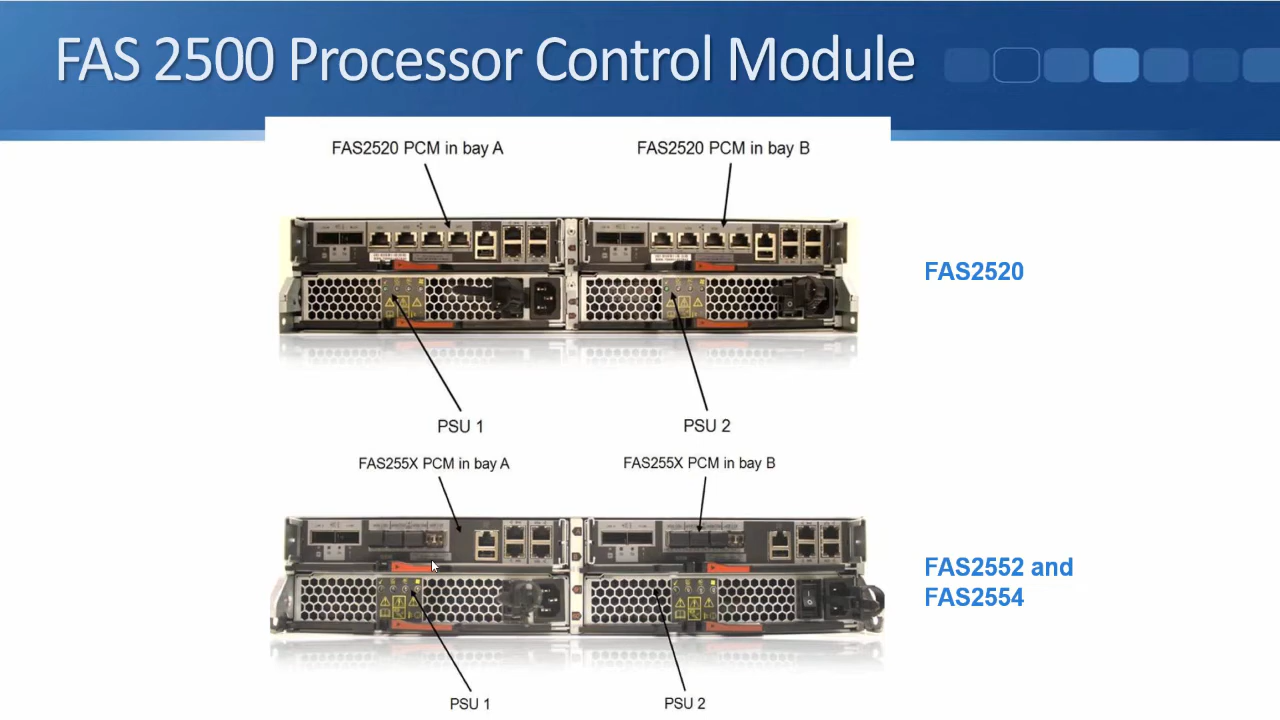 FAS 2500 Processor Control Module
FAS2520 PCM in bay A
FAS2520 PCM in bay B
FAS2520
PSU 1
PSU 2
FAS255X PCM in bay A
FAS255X PCM in bay B
FAS2552 and
FAS2554
PSU 1
PSU 2